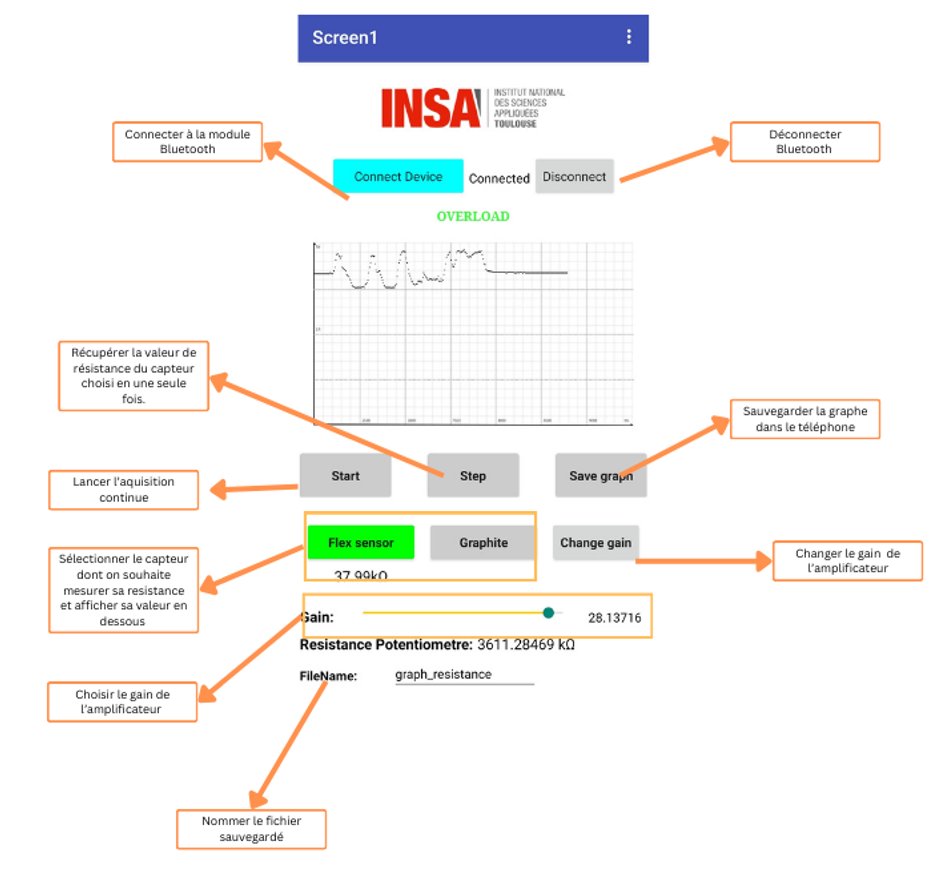 Screen1
INSA
INSTITUT NATIONAL
DES SCIENCES
APPLIQUÉES
TOULOUSE
Connecter à la module
Bluetooth
Déconnecter
Bluetooth
Connect Device
Connected
Disconnect
OVERLOAD
Récupérer la valeur de
résistance du capteur
choisi en une seule
fois.
Sauvegarder la graphe
dans le téléphone
Start
Step
Save graph
Lancer l'aquisition
continue
Flex sensor
Graphite
Change gain
37.99kΩ
Sélectionner le capteur
dont on souhaite
mesurer sa resistance
et afficher sa valeur en
dessous
Changer le gain de
l'amplificateur
Gain:
28.13716
Resistance Potentiometre: 3611.28469 kΩ
FileName:
graph_resistance
Choisir le gain de
l'amplificateur
Nommer le fichier
sauvegardé